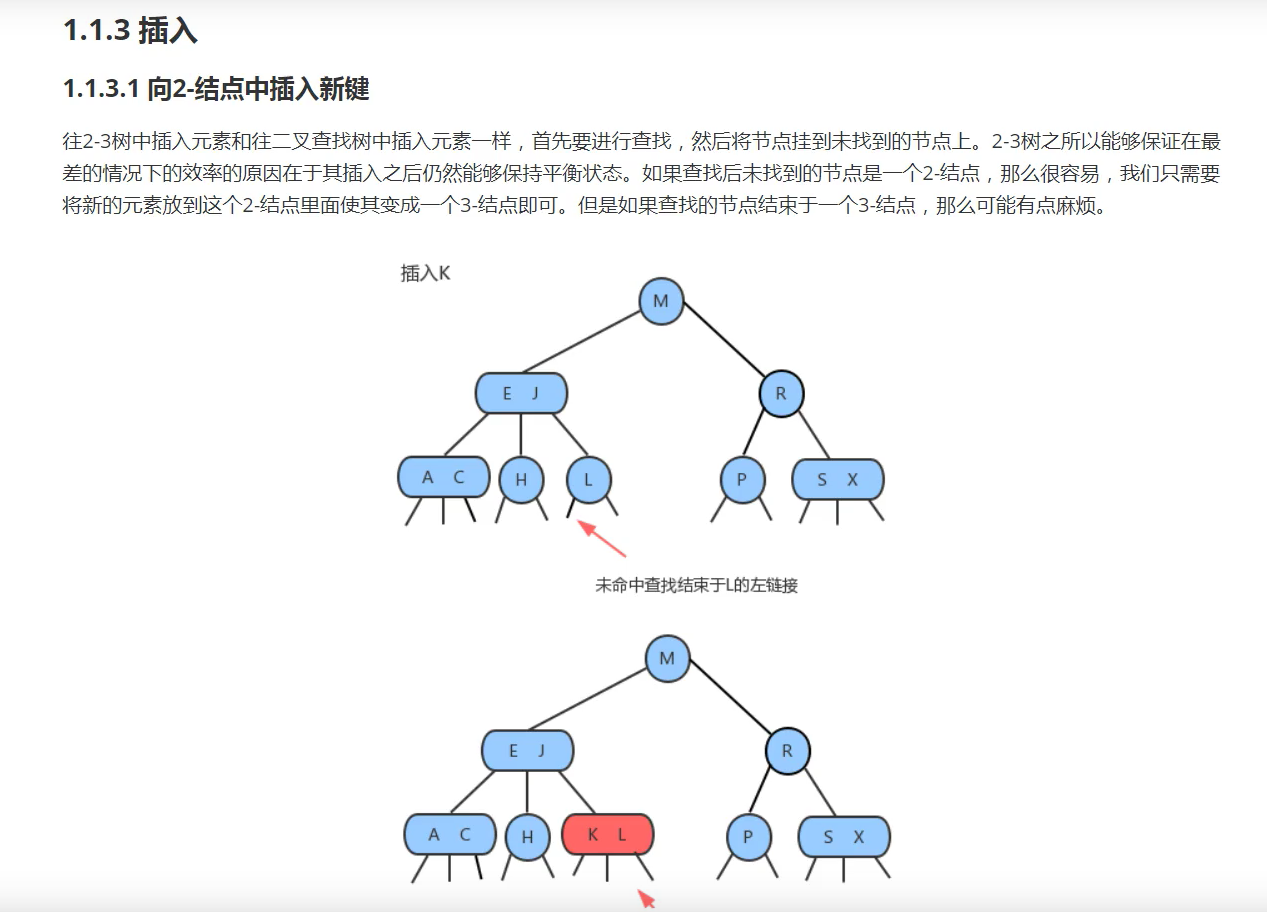 1.1.3 插入
1.1.3.1 向2-结点中插入新键
往2-3树中插入元素和往二叉查找树中插入元素一样，首先要进行查找，然后将节点挂到未找到的节点上。2-3树之所以能够保证在最
差的情况下的效率的原因在于其插入之后仍然能够保持平衡状态。如果查找后未找到的节点是一个2-结点，那么很容易，我们只需要
将新的元素放到这个2-结点里面使其变成一个3-结点即可。但是如果查找的节点结束于一个3-结点，那么可能有点麻烦。
插入K
M
E J
R
A C
H
L
P
S X
未命中查找结束于L的左链接
M
E J
R
A C
H
K L
P
S X